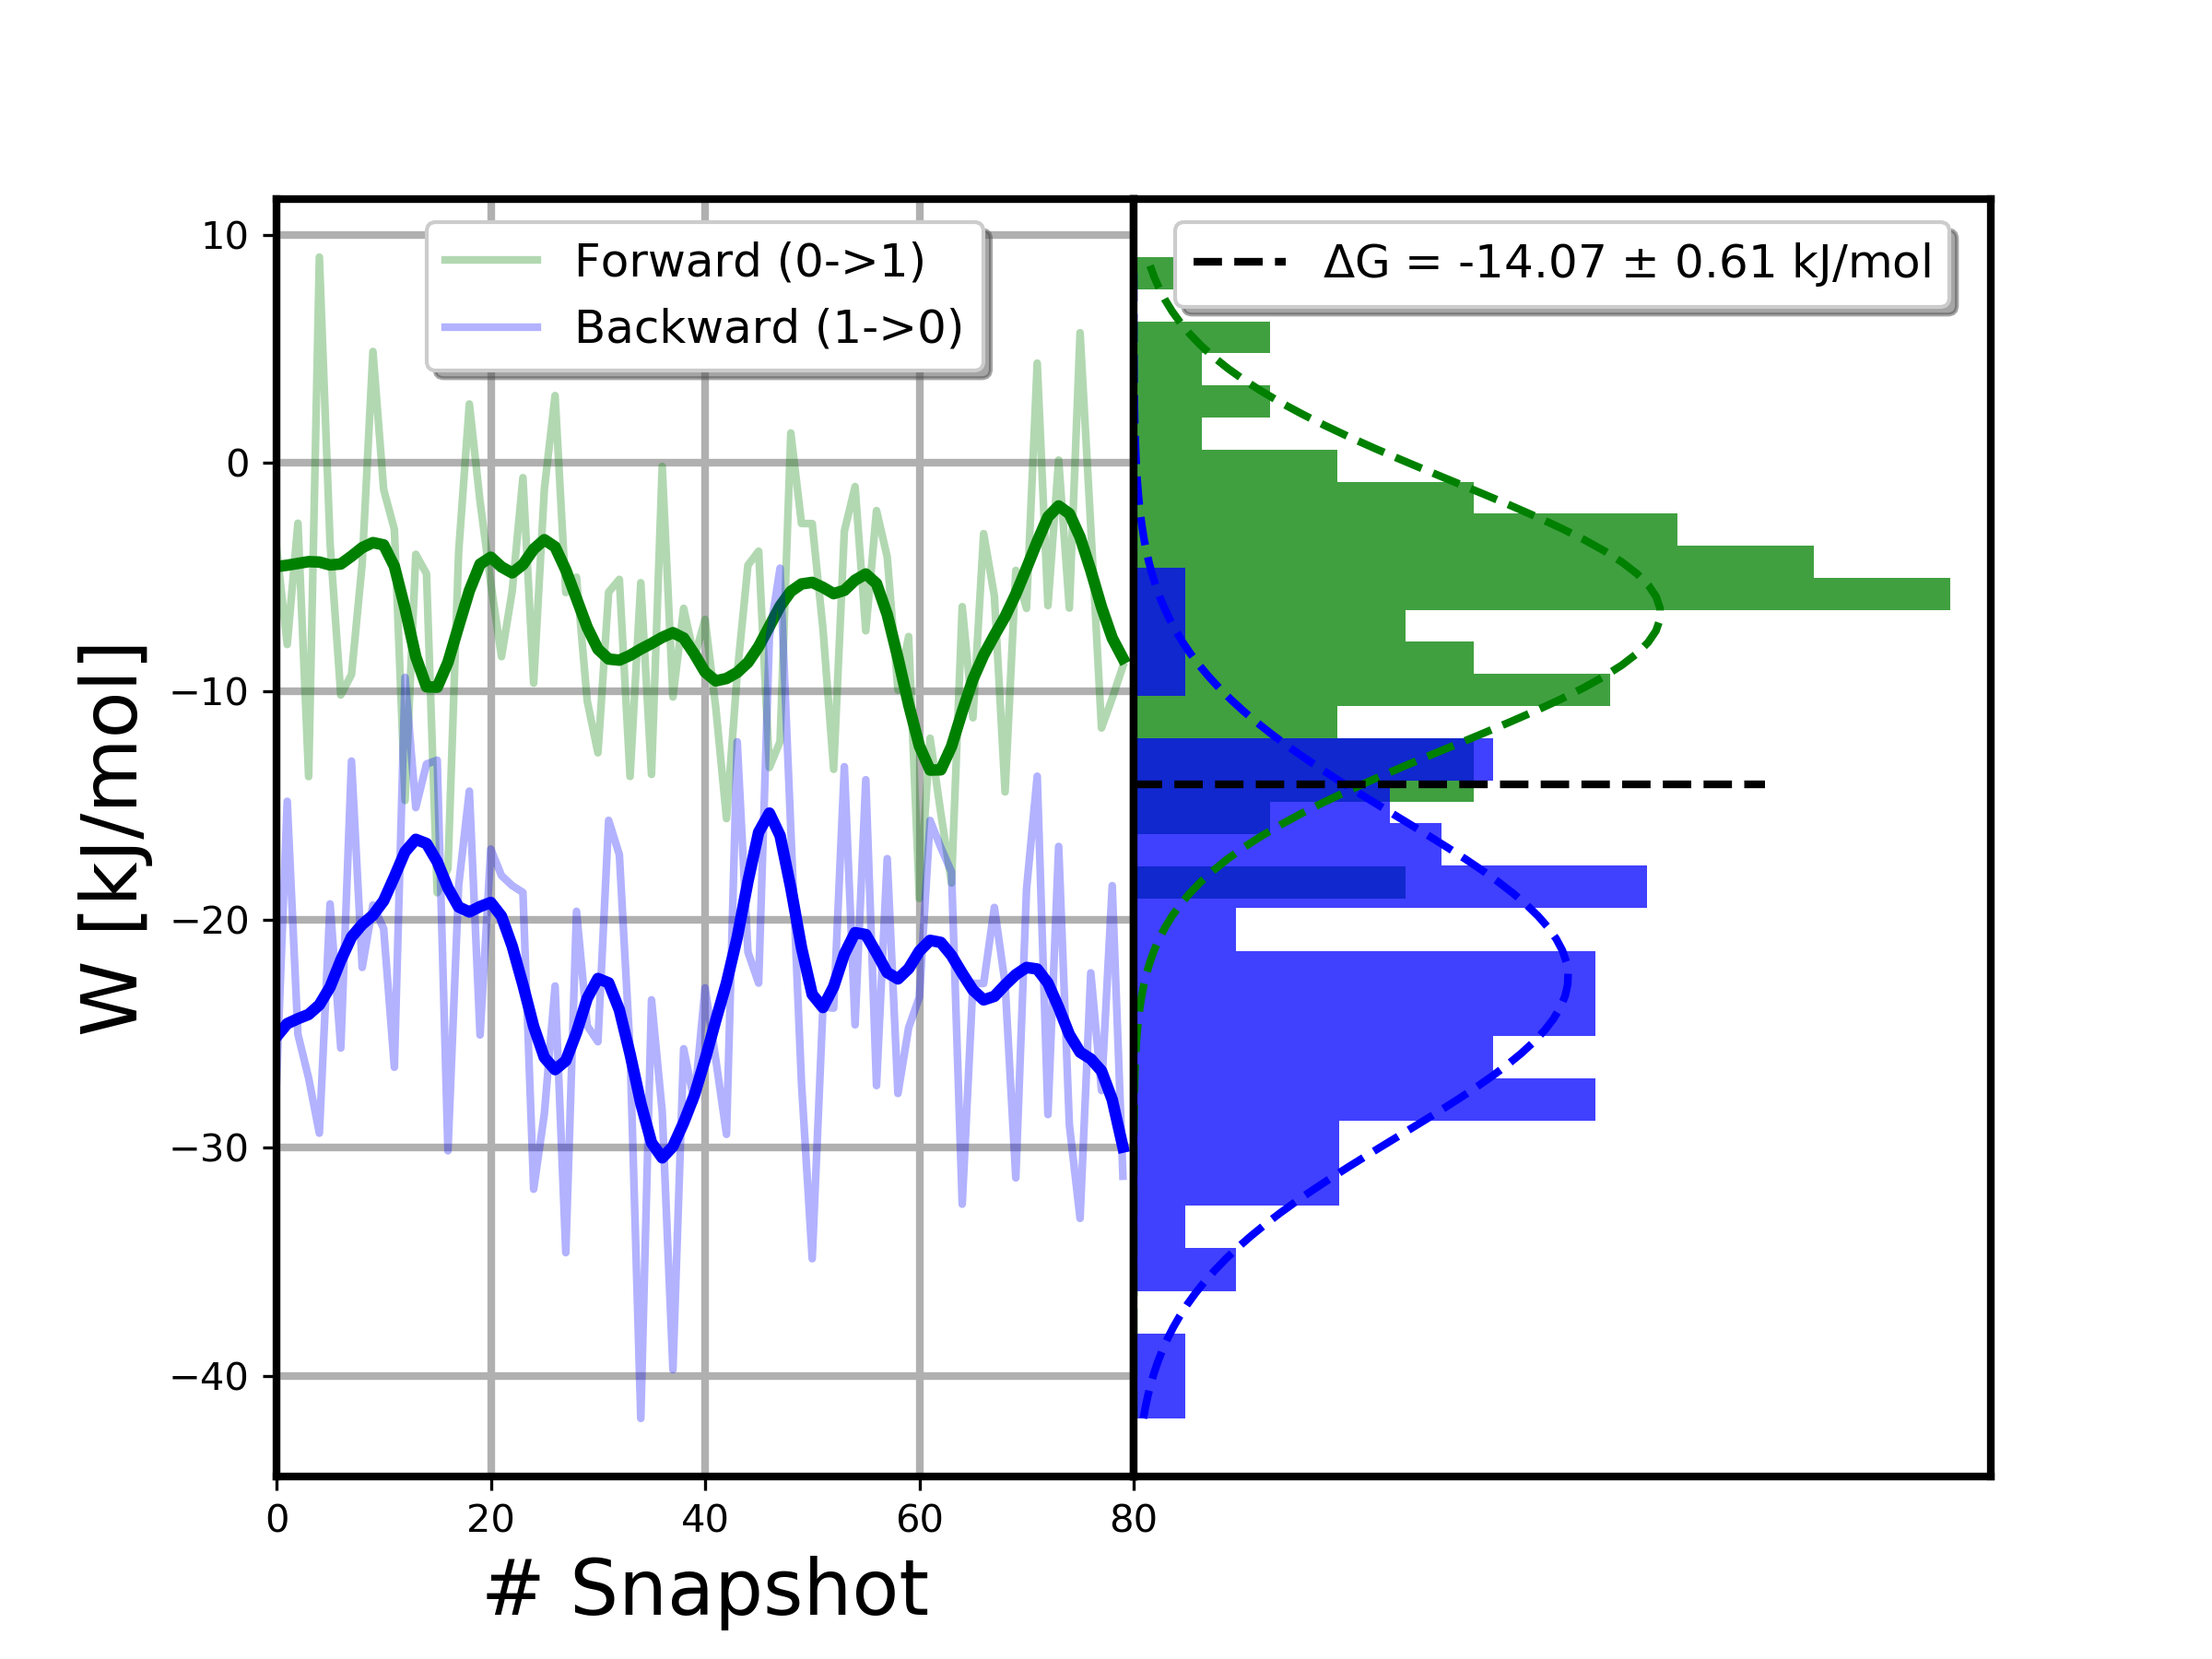 Forward (0->1)
Backward (1->0)
ΔG = -14.07 ± 0.61 kJ/mol
10
0
−10
−20
−30
−40
W [kJ/mol]
0 20 40 60 80
# Snapshot